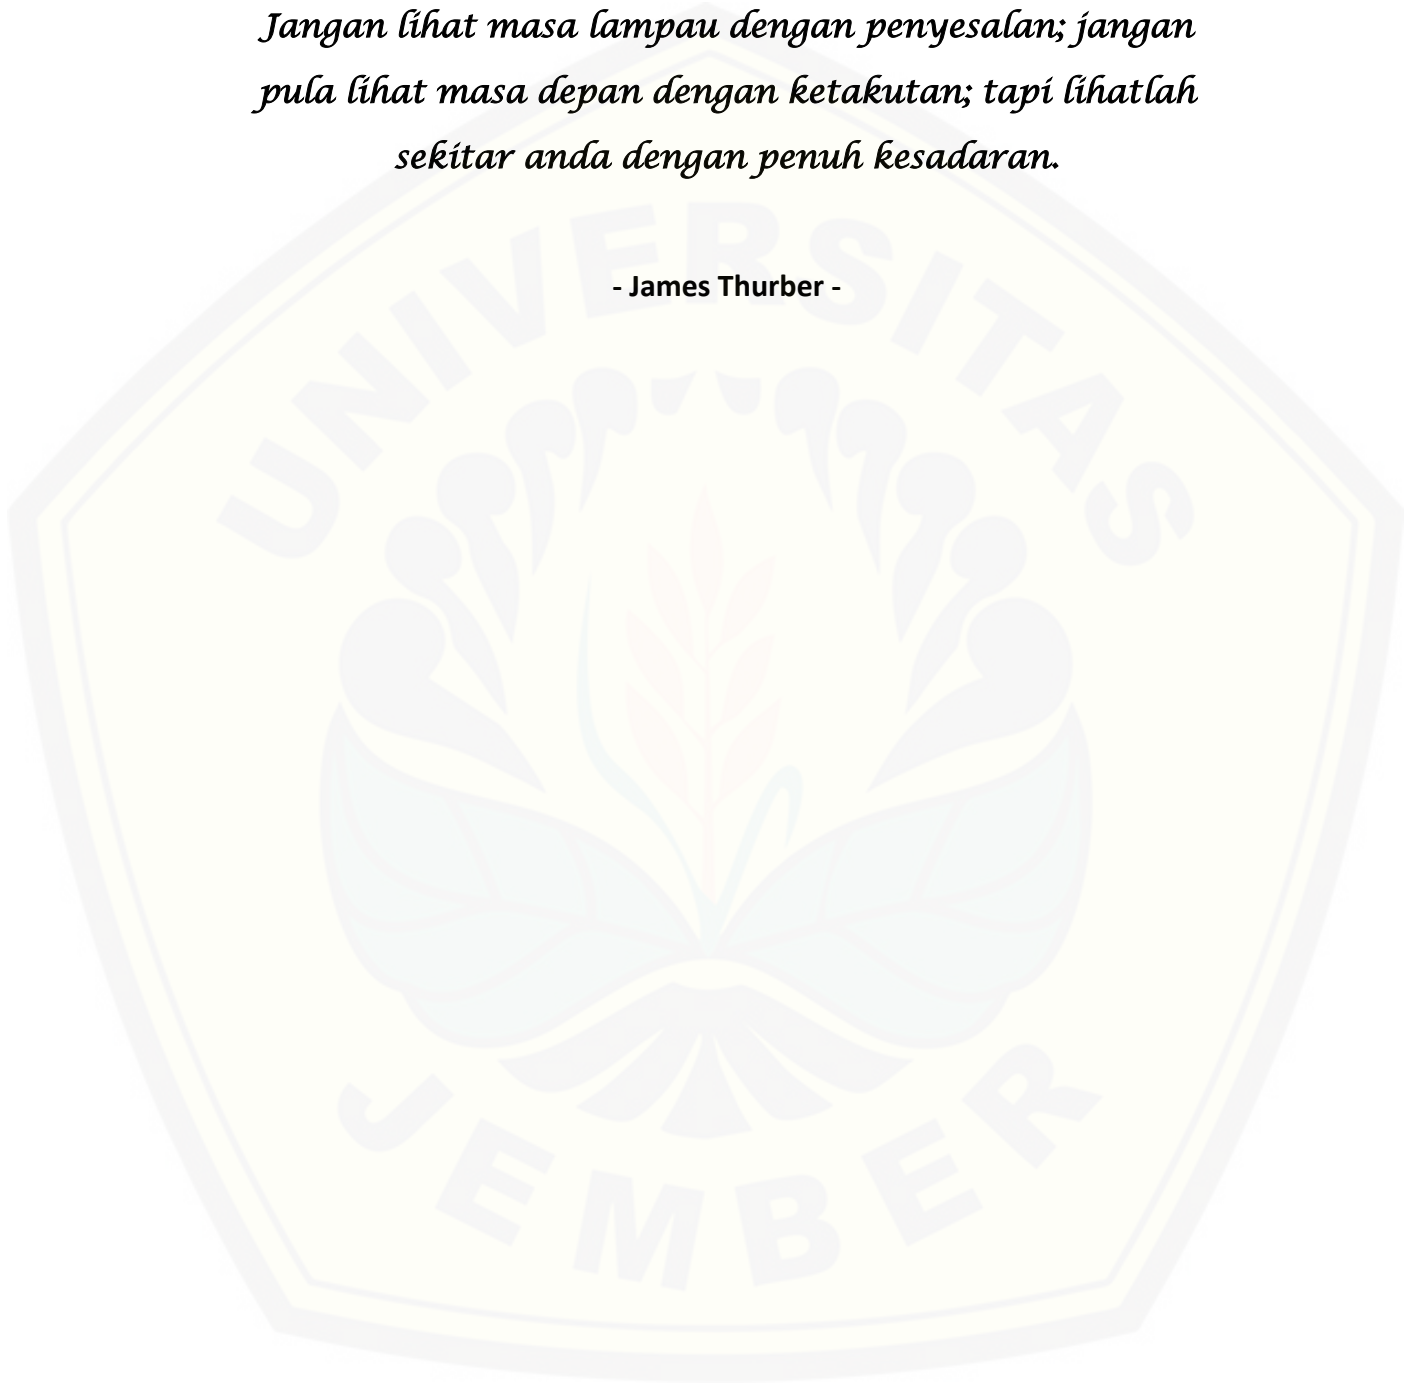 Jangan lihat masa lampau dengan penyesalan; jangan
pula lihat masa depan dengan ketakutan; tapi lihatlah
sekitar anda dengan penuh kesadaran.
- James Thurber -
UNIVERSITAS
JEMBER